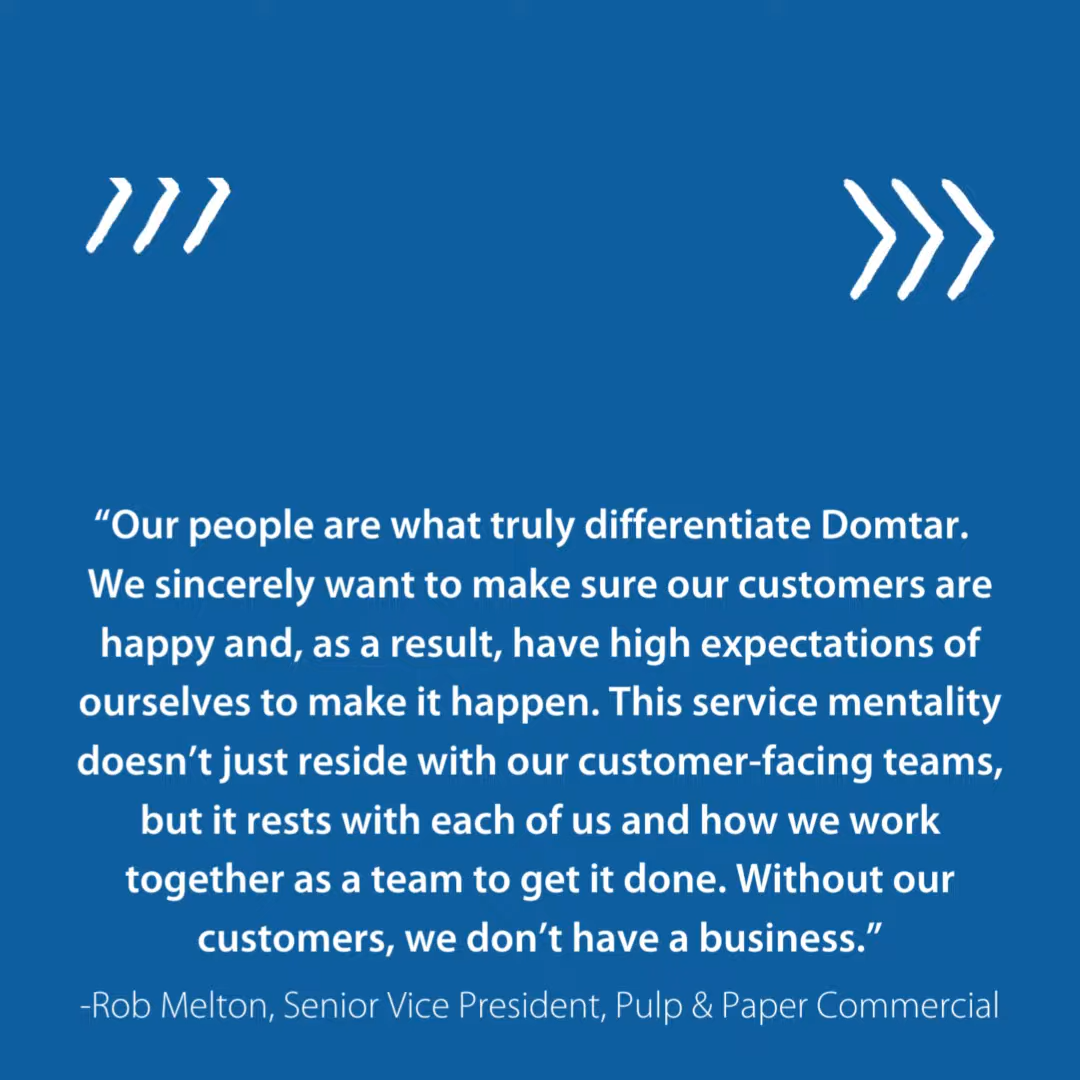 “Our people are what truly differentiate Domtar.
We sincerely want to make sure our customers are
happy and, as a result, have high expectations of
ourselves to make it happen. This service mentality
doesn’t just reside with our customer-facing teams,
but it rests with each of us and how we work
together as a team to get it done. Without our
customers, we don’t have a business.”
-Rob Melton, Senior Vice President, Pulp & Paper Commercial